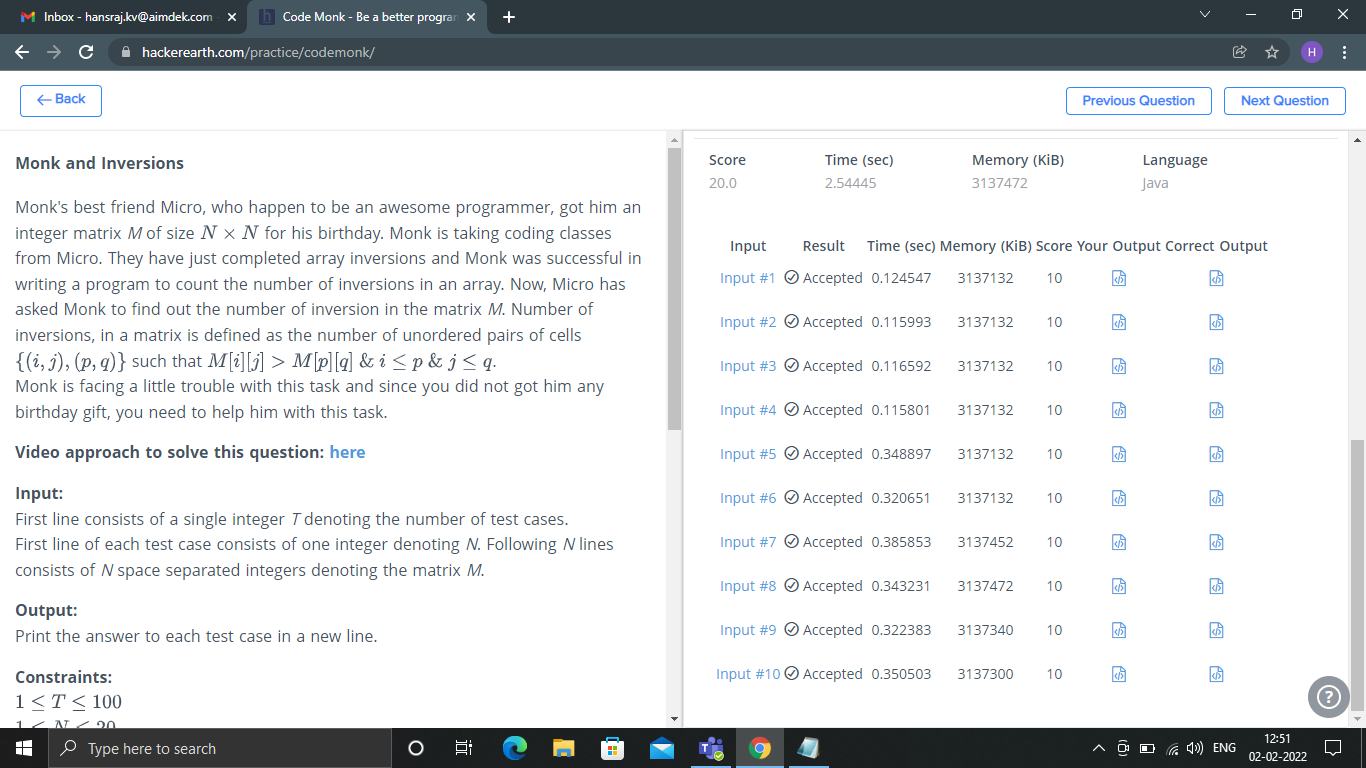 Inbox - hansraj.kv@aimdek.com
Code Monk - Be a better progran
hackerearth.com/practice/codemonk/
H
← Back
Previous Question
Next Question
Monk and Inversions
Monk's best friend Micro, who happen to be an awesome programmer, got him an
integer matrix M of size N × N for his birthday. Monk is taking coding classes
from Micro. They have just completed array inversions and Monk was successful in
writing a program to count the number of inversions in an array. Now, Micro has
asked Monk to find out the number of inversion in the matrix M. Number of
inversions, in a matrix is defined as the number of unordered pairs of cells
{(i, j), (p, q)} such that M[i][j] > M[p][q] & i ≤ p & j ≤ q.
Monk is facing a little trouble with this task and since you did not got him any
birthday gift, you need to help him with this task.
Video approach to solve this question: here
Input:
First line consists of a single integer T denoting the number of test cases.
First line of each test case consists of one integer denoting N. Following N lines
consists of N space separated integers denoting the matrix M.
Output:
Print the answer to each test case in a new line.
Constraints:
1 ≤ T ≤ 100
1 ≤ N ≤ 20
Score Time (sec) Memory (KiB) Language
20.0 2.54445 3137472 Java
Input Result Time (sec) Memory (KiB) Score Your Output Correct Output
Input #1 Accepted 0.124547 3137132 10
Input #2 Accepted 0.115993 3137132 10
Input #3 Accepted 0.116592 3137132 10
Input #4 Accepted 0.115801 3137132 10
Input #5 Accepted 0.348897 3137132 10
Input #6 Accepted 0.320651 3137132 10
Input #7 Accepted 0.385853 3137452 10
Input #8 Accepted 0.343231 3137472 10
Input #9 Accepted 0.322383 3137340 10
Input #10 Accepted 0.350503 3137300 10
?
Type here to search
ENG
12:51
02-02-2022